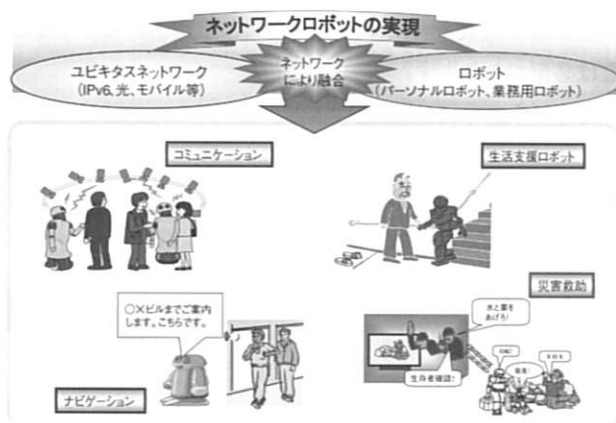 ネットワークロボットの実現
ユビキタスネットワーク
(IPv6、光、モバイル等)
ネットワーク
により融合
ロボット
(パーソナルロボット、業務用ロボット)
コミュニケーション
生活支援ロボット
○×ビルまでご案内
します。こちらです。
ナビゲーション
災害救助
水と薬を
あげろ!
生存者確認!
SOS